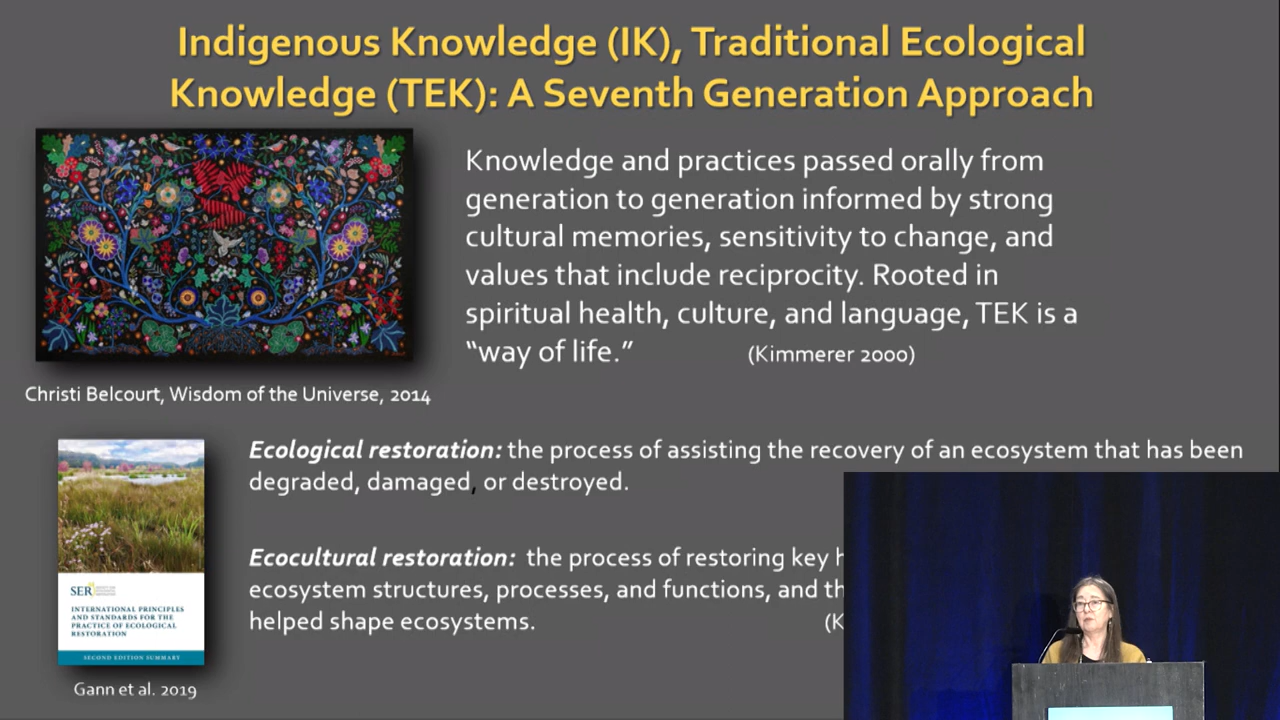 Indigenous Knowledge (IK), Traditional Ecological
Knowledge (TEK): A Seventh Generation Approach
Knowledge and practices passed orally from
generation to generation informed by strong
cultural memories, sensitivity to change, and
values that include reciprocity. Rooted in
spiritual health, culture, and language, TEK is a
“way of life.” (Kimmerer 2000)
Christi Belcourt, Wisdom of the Universe, 2014
Ecological restoration: the process of assisting the recovery of an ecosystem that has been
degraded, damaged, or destroyed.
Ecocultural restoration: the process of restoring key h
ecosystem structures, processes, and functions, and th
helped shape ecosystems. (K
SER
INTERNATIONAL PRINCIPLES
AND STANDARDS FOR THE
PRACTICE OF ECOLOGICAL
RESTORATION
SECOND EDITION SUMMARY
Gann et al. 2019